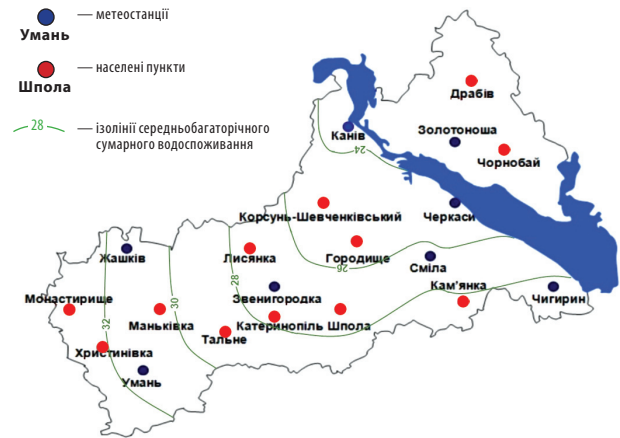 — метеостанції
Умань
— населені пункти
Шпола
28
— ізолінії середньобагаторічного
сумарного водоспоживання
Драбів
Золотоноша
Канів
24
Чорнобай
Корсунь-Шевченківський
Черкаси
Жашків
Лисянка
Городище
26
Сміла
28
30
Кам'янка
Чигирин
Монастирище
Звенигородка
32
Маньківка
Катеринопіль
Шпола
Тальне
Христинівка
Умань